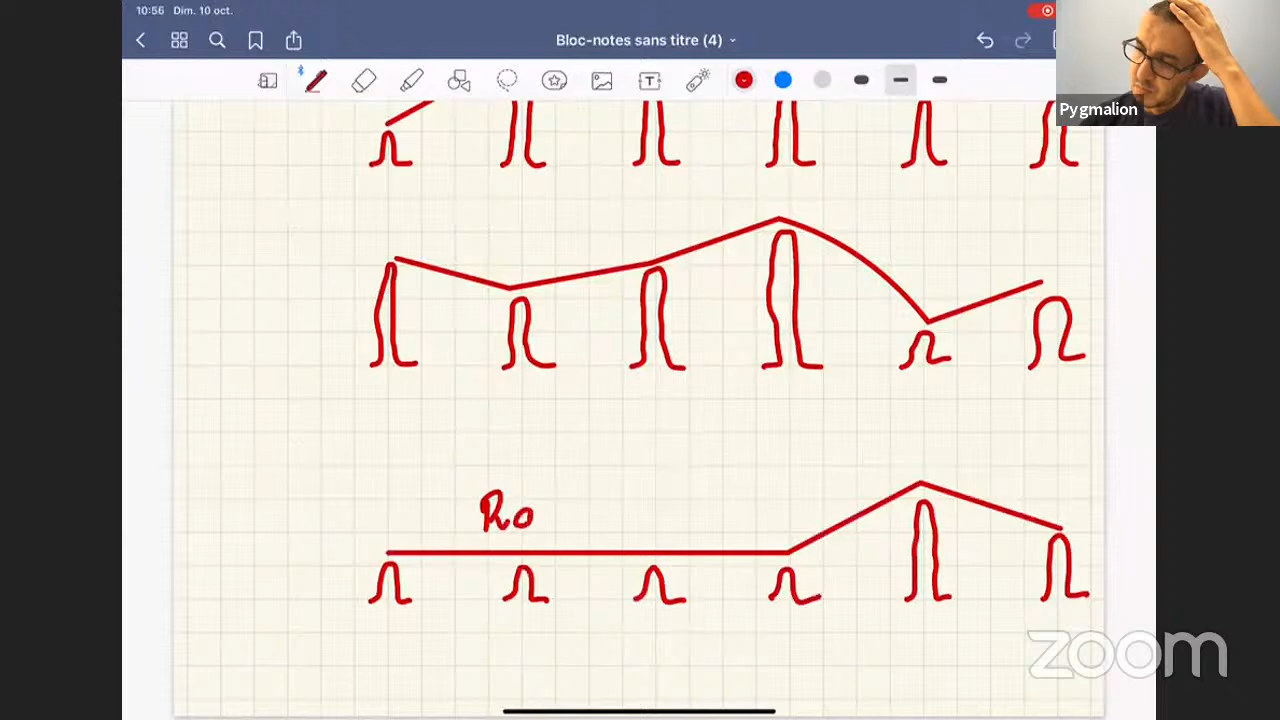 10:56 Dim. 10 oct.
Bloc-notes sans titre (4)
T
Pygmalion
Ro
zoom